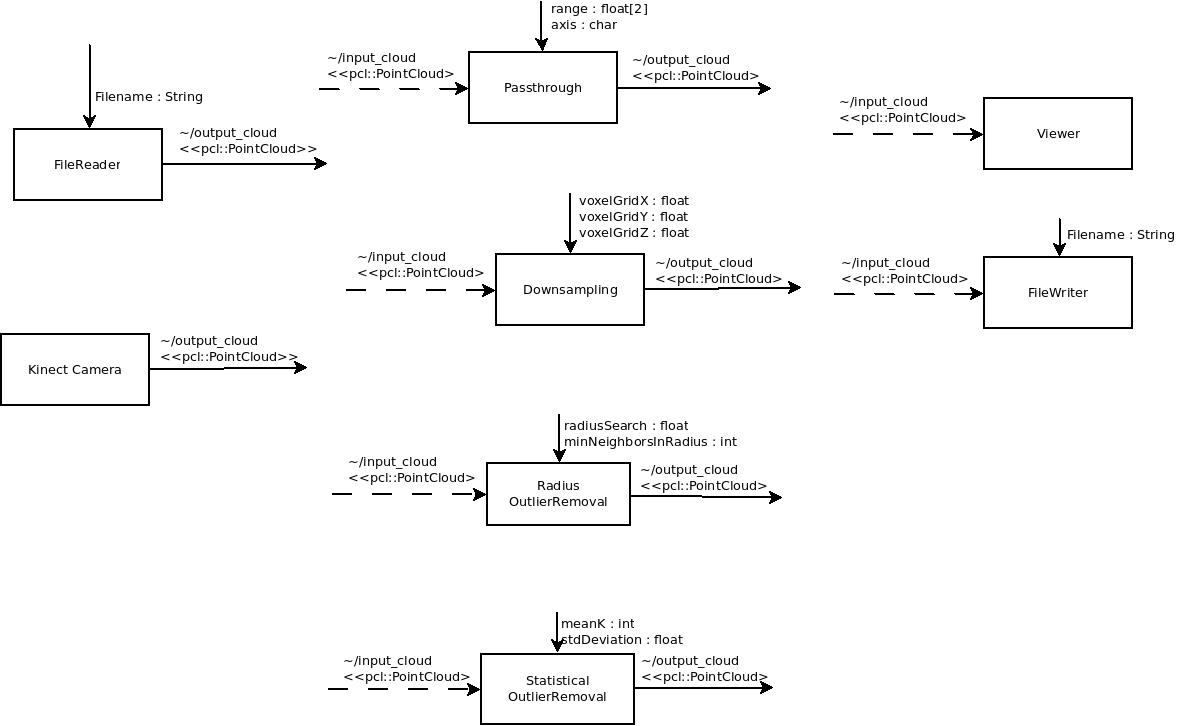 range : float[2]
axis : char
~/input_cloud
<<pcl::PointCloud>
Passthrough
~/output_cloud
<<pcl::PointCloud>
Filename : String
FileReader
~/output_cloud
<<pcl::PointCloud>>
~/input_cloud
<<pcl::PointCloud>
Viewer
voxelGridX : float
voxelGridY : float
voxelGridZ : float
~/input_cloud
<<pcl::PointCloud>
Downsampling
~/output_cloud
<<pcl::PointCloud>
Filename : String
~/input_cloud
<<pcl::PointCloud>
FileWriter
Kinect Camera
~/output_cloud
<<pcl::PointCloud>>
radiusSearch : float
minNeighborsInRadius : int
~/input_cloud
<<pcl::PointCloud>
Radius
OutlierRemoval
~/output_cloud
<<pcl::PointCloud>
meanK : int
stdDeviation : float
~/input_cloud
<<pcl::PointCloud>
Statistical
OutlierRemoval
~/output_cloud
<<pcl::PointCloud>